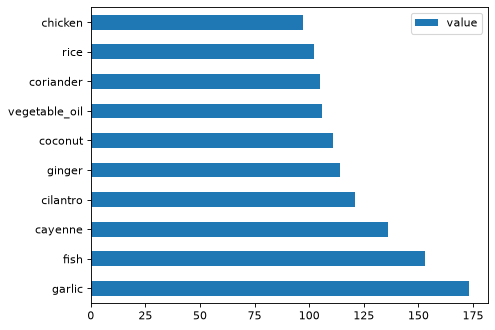 chicken
value
rice
coriander
vegetable_oil
coconut
ginger
cilantro
cayenne
fish
garlic
0 25 50 75 100 125 150 175